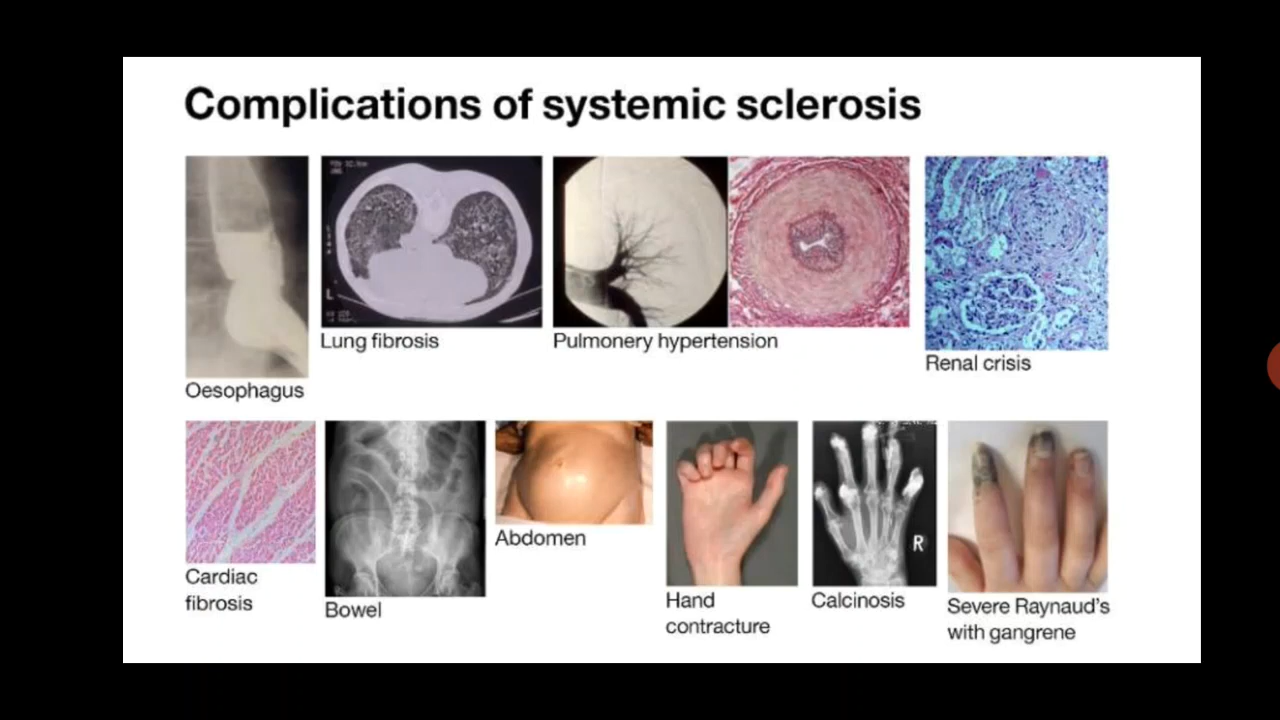 Complications of systemic sclerosis
Oesophagus
Lung fibrosis
L
Pulmonery hypertension
Renal crisis
Cardiac
fibrosis
Bowel
Abdomen
Hand
contracture
R
Calcinosis
Severe Raynaud's
with gangrene